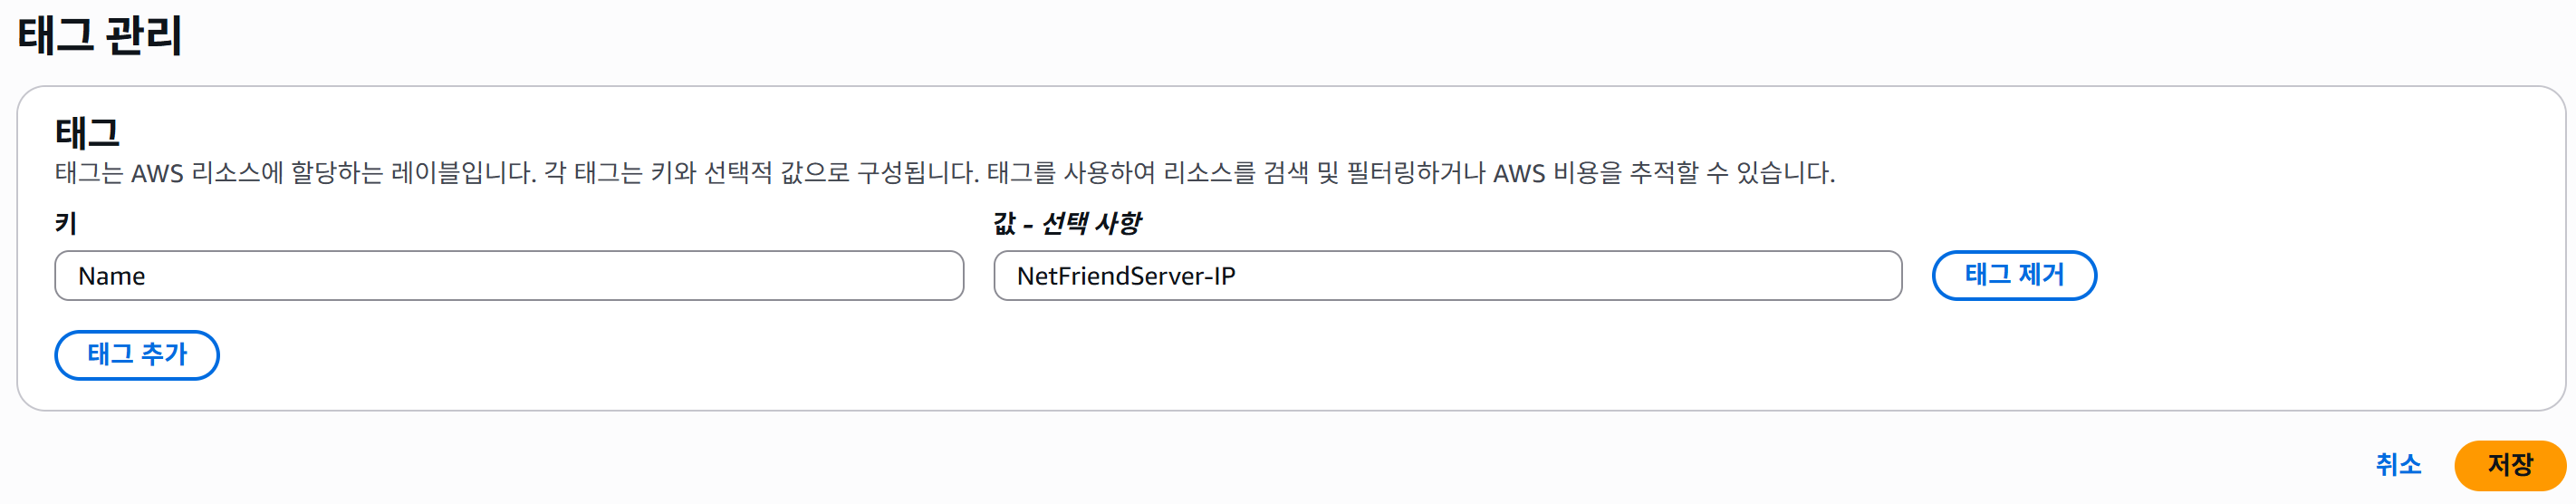 태그 관리
태그
태그는 AWS 리소스에 할당하는 레이블입니다. 각 태그는 키와 선택적 값으로 구성됩니다. 태그를 사용하여 리소스를 검색 및 필터링하거나 AWS 비용을 추적할 수 있습니다.
키 값 - 선택 사항
Name NetFriendServer-IP 태그 제거
태그 추가
취소 저장